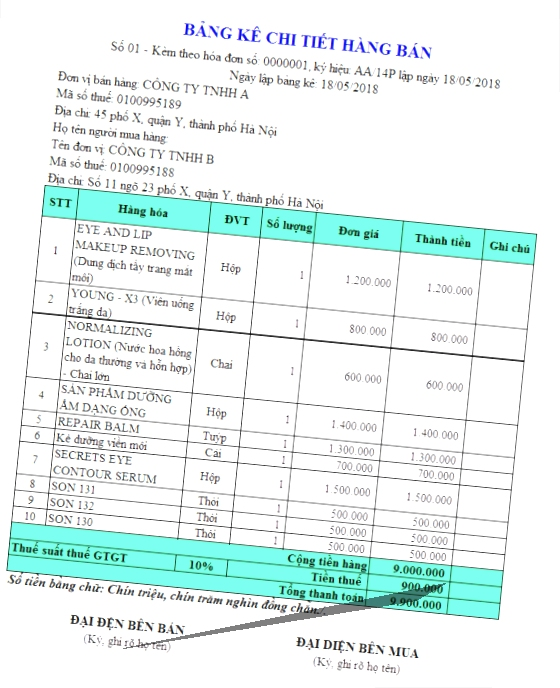 BẢNG KÊ CHI TIẾT HÀNG BÁN
Số 01 - Kèm theo hóa đơn số: 0000001, ký hiệu: AA/14P lập ngày 18/05/2018
Ngày lập bảng kê: 18/05/2018
Đơn vị bán hàng: CÔNG TY TNHH A
Mã số thuế: 0100995189
Địa chỉ: 45 phố X, quận Y, thành phố Hà Nội
Họ tên người mua hàng:
Tên đơn vị: CÔNG TY TNHH B
Mã số thuế: 0100995188
Địa chỉ: Số 11 ngõ 23 phố X, quận Y, thành phố Hà Nội
STT Hàng hóa ĐVT Số lượng Đơn giá Thành tiền Ghi chú
1 EYE AND LIP MAKEUP REMOVING (Dung dịch tẩy trang mắt môi) Hộp 1 1.200.000 1.200.000
2 YOUNG - X3 (Viên uống trắng da) Hộp 1 800.000 800.000
3 NORMALIZING LOTION (Nước hoa hồng cho da thường và hỗn hợp) - Chai lớn Chai 1 600.000 600.000
4 SẢN PHẨM DƯỠNG ẨM DẠNG ỐNG Hộp 1 1.400.000 1.400.000
5 REPAIR BALM Tuýp 1 1.300.000 1.300.000
6 Kẻ dưỡng viền môi Cái 1 700.000 700.000
7 SECRETS EYE CONTOUR SERUM Hộp 1 1.500.000 1.500.000
8 SON 131 Thỏi 1 500.000 500.000
9 SON 132 Thỏi 1 500.000 500.000
10 SON 130 Thỏi 1 500.000 500.000
Cộng tiền hàng 9.000.000
Thuế suất thuế GTGT 10% Tiền thuế 900.000
Tổng thanh toán 9.900.000
Số tiền bằng chữ: Chín triệu, chín trăm nghìn đồng chẵn./.
ĐẠI ĐỆN BÊN BÁN
(Ký, ghi rõ họ tên)
ĐẠI DIỆN BÊN MUA
(Ký, ghi rõ họ tên)